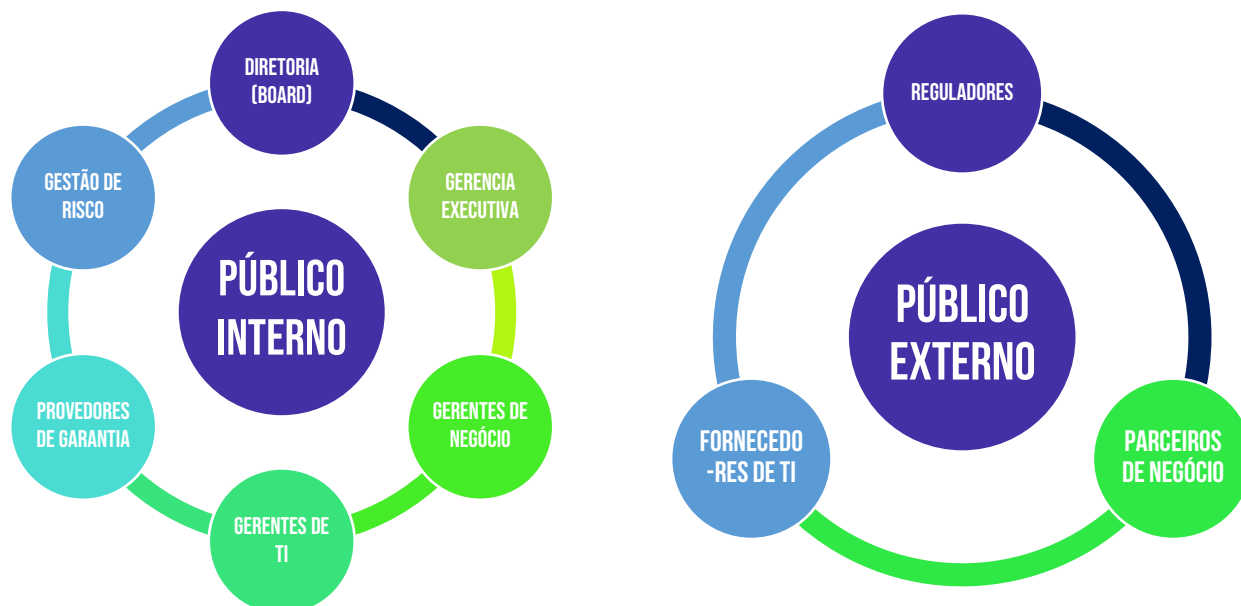 DIRETORIA
(BOARD)
GERENCIA
EXECUTIVA
GERENTES DE
NEGÓCIO
GERENTES DE
TI
PROVEDORES
DE GARANTIA
GESTÃO DE
RISCO
PÚBLICO
INTERNO
REGULADORES
PARCEIROS
DE NEGÓCIO
FORNECEDO
-RES DE TI
PÚBLICO
EXTERNO